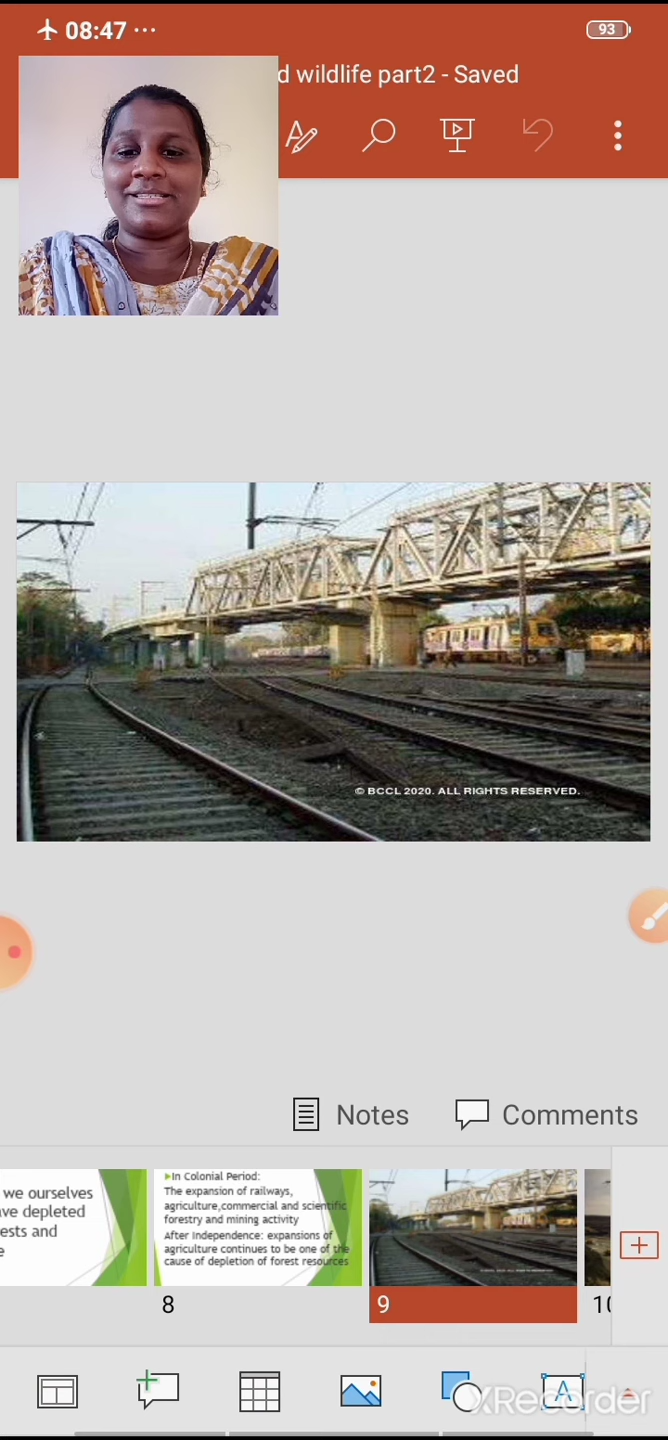 08:47 ...
93
d wildlife part2 - Saved
© BCCL 2020. ALL RIGHTS RESERVED.
Notes
Comments
we ourselves
ve depleted
ests and
e
In Colonial Period:
The expansion of railways,
agriculture,commercial and scientific
forestry and mining activity
After Independence: expansions of
agriculture continues to be one of the
cause of depletion of forest resources
8
9
10
A
XRecorder